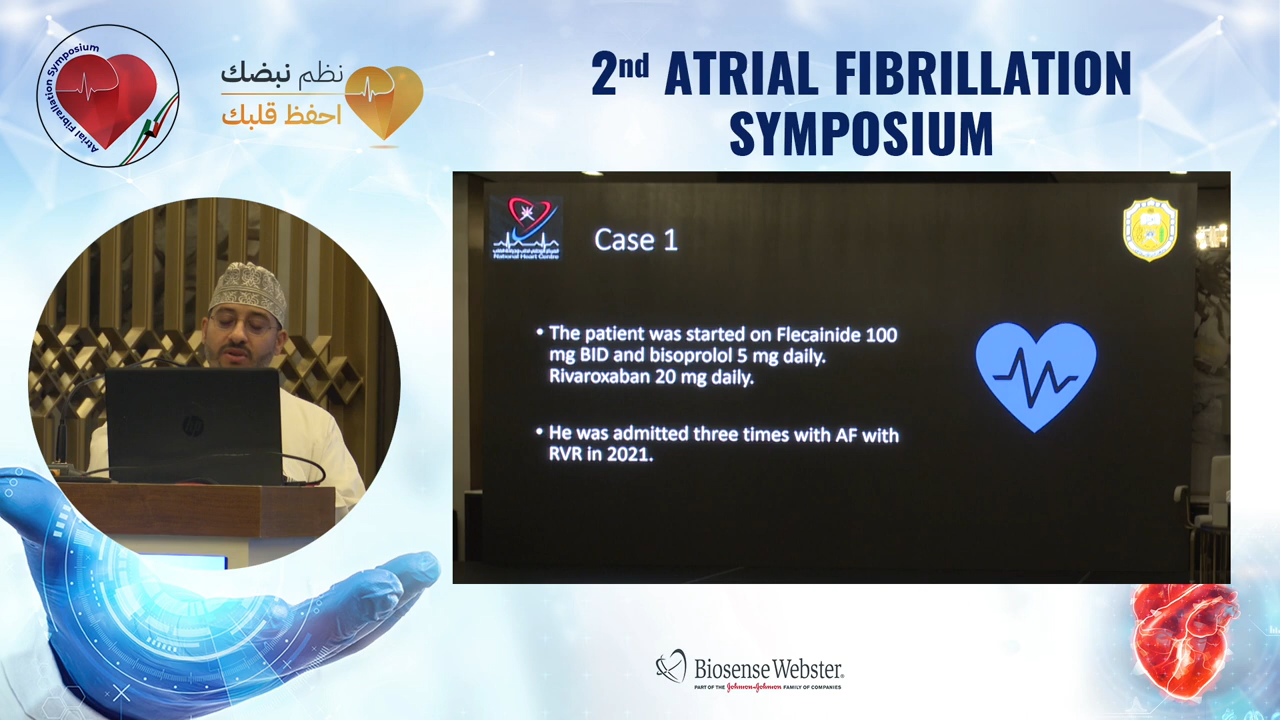 Atrial Fibrallation Symposium
نظم نبضك
احفظ قلبك
2nd ATRIAL FIBRILLATION
SYMPOSIUM
National Heart Centre
Case 1
• The patient was started on Flecainide 100
mg BID and bisoprolol 5 mg daily.
Rivaroxaban 20 mg daily.
• He was admitted three times with AF with
RVR in 2021.
Biosense Webster®
PART OF THE Johnson & Johnson FAMILY OF COMPANIES